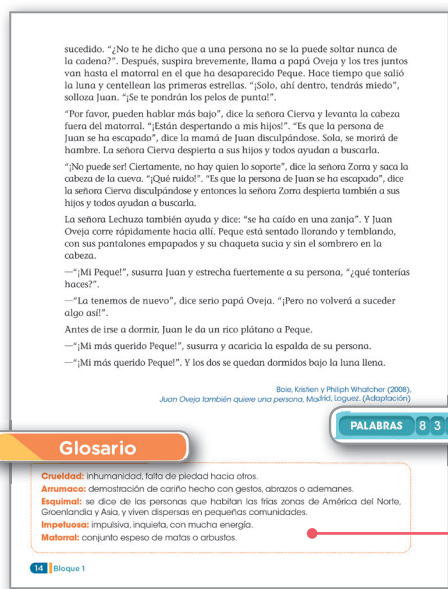 sucedido. “¿No te he dicho que a una persona no se la puede soltar nunca de
la cadena?”. Después, suspira brevemente, llama a papá Oveja y los tres juntos
van hasta el matorral en el que ha desaparecido Peque. Hace tiempo que salió
la luna y centellean las primeras estrellas. “¡Solo, ahí dentro, tendrás miedo”,
solloza Juan. “¡Se te pondrán los pelos de punta!”.
“Por favor, pueden hablar más bajo”, dice la señora Cierva y levanta la cabeza
fuera del matorral. “¡Están despertando a mis hijos!”. “Es que la persona de
Juan se ha escapado”, dice la mamá de Juan disculpándose. Sola, se morirá de
hambre. La señora Cierva despierta a sus hijos y todos ayudan a buscarla.
“¡No puede ser! Ciertamente, no hay quien lo soporte”, dice la señora Zorra y saca la
cabeza de la cueva. “¡Qué ruido!”. “Es que la persona de Juan se ha escapado”, dice
la señora Cierva disculpándose y entonces la señora Zorra despierta también a sus
hijos y todos ayudan a buscarla.
La señora Lechuza también ayuda y dice: “se ha caído en una zanja”. Y Juan
Oveja corre rápidamente hacia allí. Peque está sentado llorando y temblando,
con sus pantalones empapados y su chaqueta sucia y sin el sombrero en la
cabeza.
—“¡Mi Peque!”, susurra Juan y estrecha fuertemente a su persona, “¿qué tonterías
haces?”.
—“La tenemos de nuevo”, dice serio papá Oveja. “¡Pero no volverá a suceder
algo así!”.
Antes de irse a dormir, Juan le da un rico plátano a Peque.
—“¡Mi más querido Peque!”, susurra y acaricia la espalda de su persona.
—“¡Mi más querido Peque!”. Y los dos se quedan dormidos bajo la luna llena.
Boie, Kristien y Philiph Whatcher (2008),
Juan Oveja también quiere una persona, Madrid, Loguez. (Adaptación)
PALABRAS 8 3
Glosario
Crueldad: inhumanidad, falta de piedad hacia otros.
Arrumaco: demostración de cariño hecho con gestos, abrazos o ademanes.
Esquimal: se dice de las personas que habitan las frías zonas de América del Norte,
Groenlandia y Asia, y viven dispersas en pequeñas comunidades.
Impetuosa: impulsiva, inquieta, con mucha energía.
Matorral: conjunto espeso de matas o arbustos.
14 Bloque 1